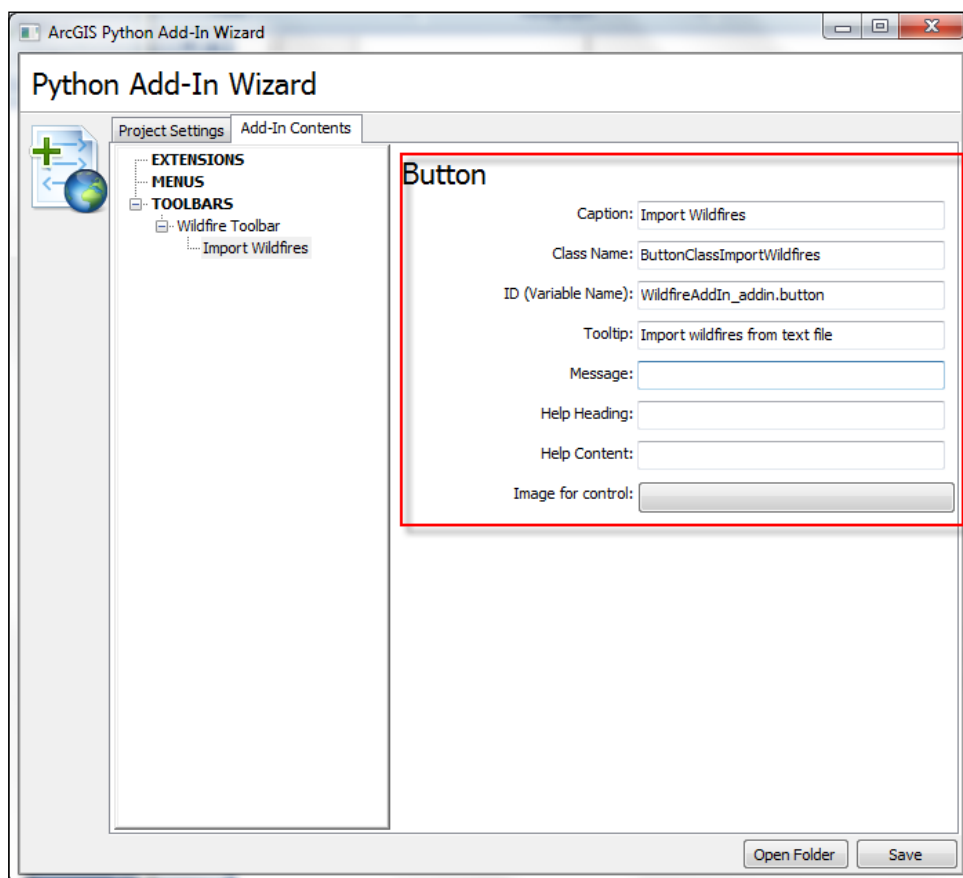 ArcGIS Python Add-In Wizard
Python Add-In Wizard
Project Settings Add-In Contents
EXTENSIONS
MENUS
TOOLBARS
Wildfire Toolbar
Import Wildfires
Button
Caption: Import Wildfires
Class Name: ButtonClassImportWildfires
ID (Variable Name): WildfireAddIn_addin.button
Tooltip: Import wildfires from text file
Message:
Help Heading:
Help Content:
Image for control:
Open Folder Save